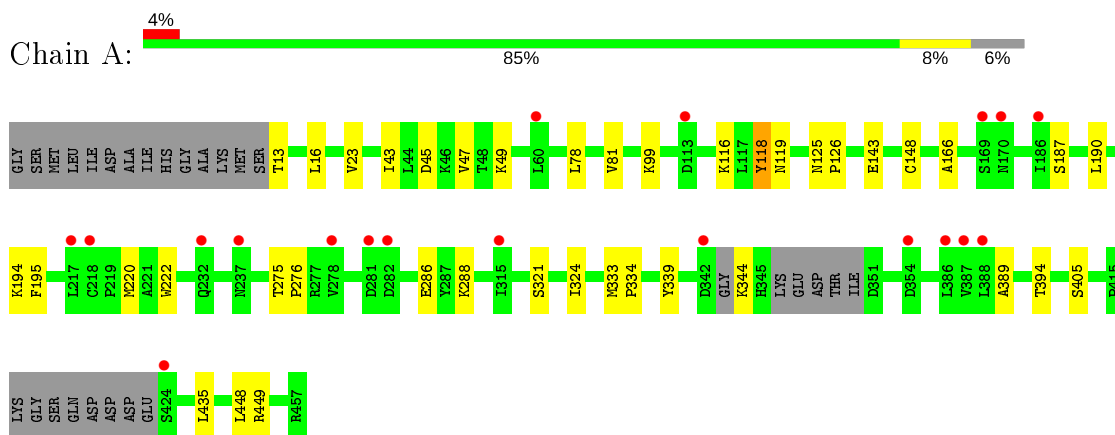 4%
Chain A:
85% 8% 6%
GLY SER MET LEU ILE ASP ALA ILE HIS GLY ALA LYS MET SER T13 L16 V23 I43 L44 D45 K46 V47 T48 K49 L60 L78 V81 K99 D113 K116 L117 Y118 N119 N125 P126 E143 C148 A166 S169 N170 I186 S187 L190
K194 F195 L217 C218 P219 M220 A221 W222 Q232 N237 T275 P276 R277 V278 D281 D282 E286 Y287 K288 I315 S321 I324 M333 P334 Y339 D342 GLY K344 H345 LYS GLU ASP THR ILE D351 D354 L386 V387 L388 A389 T394 S405
LYS GLY SER GLN ASP ASP ASP GLU S424 L435 L448 R449 R457